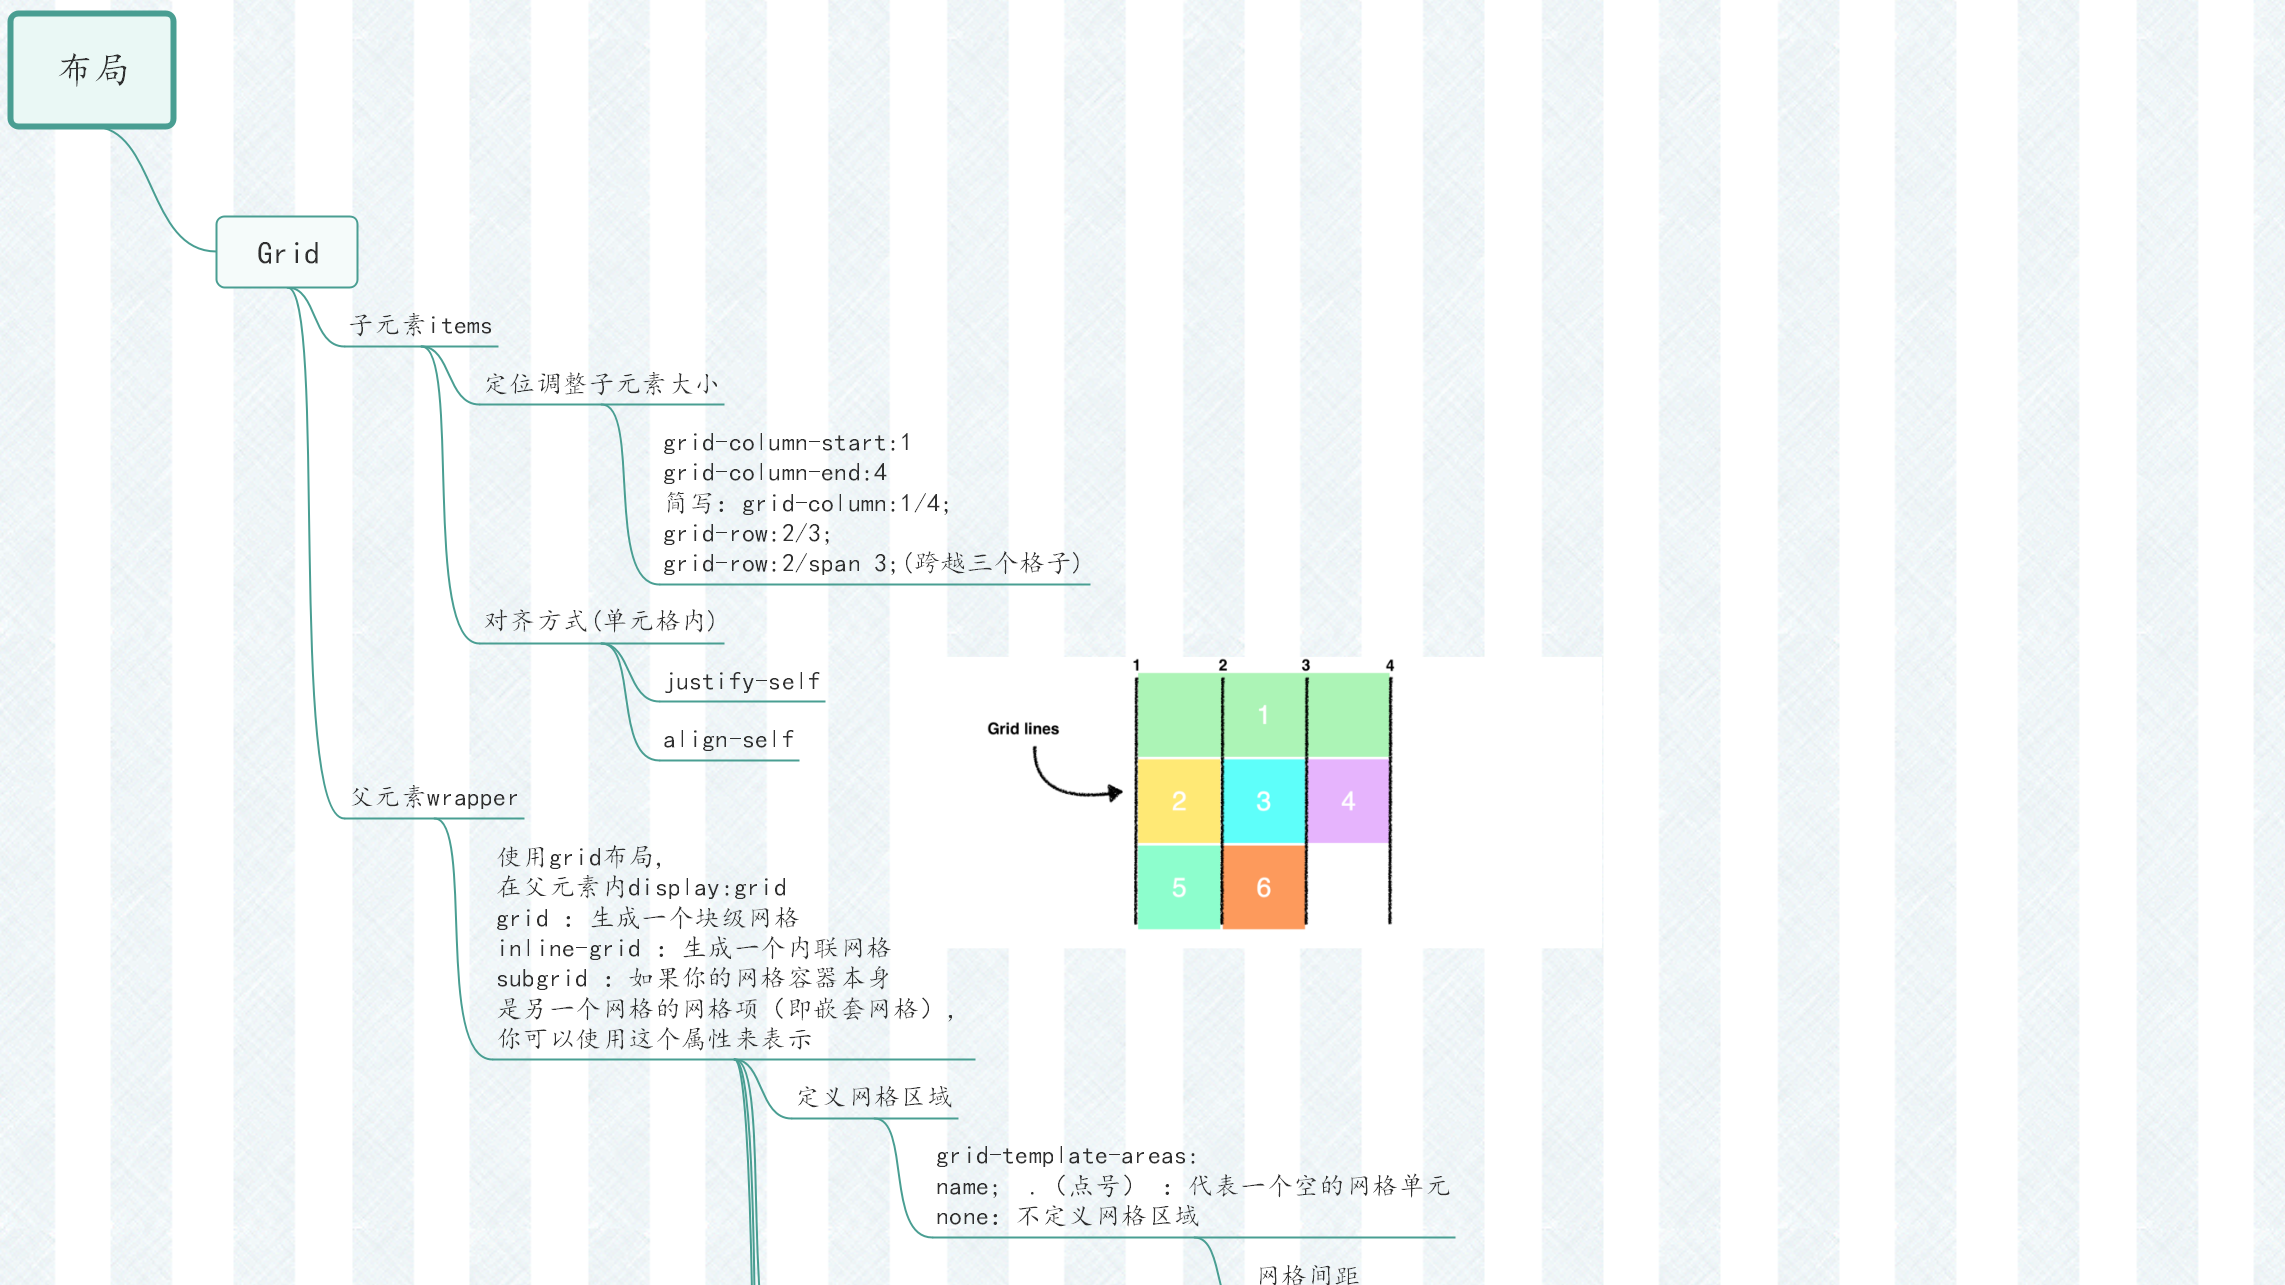 布局
Grid
子元素items
定位调整子元素大小
grid-column-start:1
grid-column-end:4
简写: grid-column:1/4;
grid-row:2/3;
grid-row:2/span 3;(跨越三个格子)
对齐方式(单元格内)
justify-self
align-self
1 2 3 4
1
Grid lines
2 3 4
5 6
父元素wrapper
使用grid布局,
在父元素内display:grid
grid : 生成一个块级网格
inline-grid : 生成一个内联网格
subgrid : 如果你的网格容器本身
是另一个网格的网格项（即嵌套网格）,
你可以使用这个属性来表示
定义网格区域
grid-template-areas:
name; .（点号） : 代表一个空的网格单元
none: 不定义网格区域
网格间距